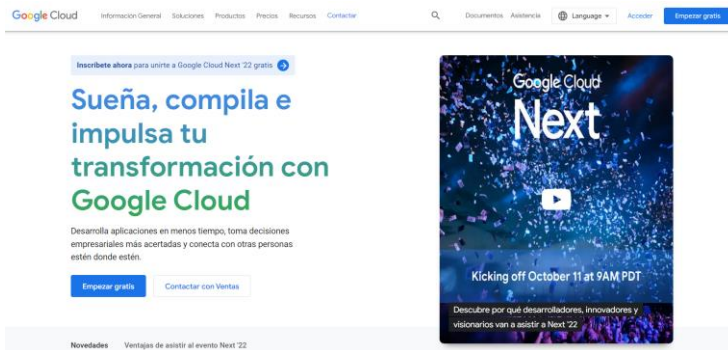 Google Cloud
Información General Soluciones Productos Precios Recursos Contactar
Documentos Asistencia Language Acceder Empezar gratis
Inscríbete ahora para unirte a Google Cloud Next '22 gratis
Sueña, compila e
impulsa tu
transformación con
Google Cloud
Desarrolla aplicaciones en menos tiempo, toma decisiones
empresariales más acertadas y conecta con otras personas
estén donde estén.
Empezar gratis Contactar con Ventas
Google Cloud
Next
Kicking off October 11 at 9AM PDT
Descubre por qué desarrolladores, innovadores y
visionarios van a asistir a Next '22
Novedades Ventajas de asistir al evento Next '22